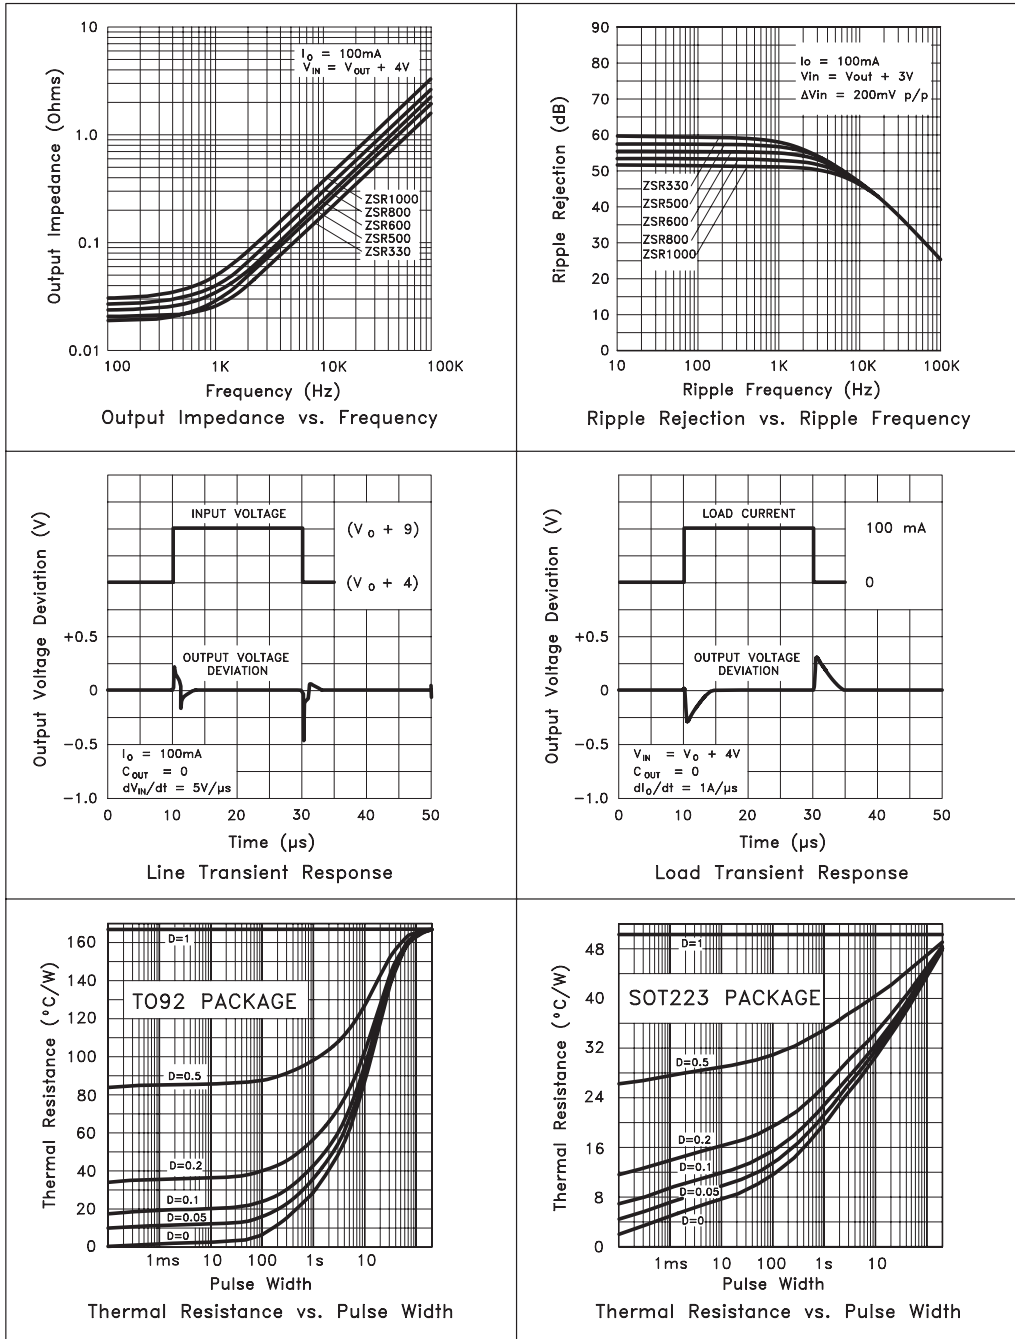 10
1.0
0.1
0.01
Output Impedance (Ohms)
I_O = 100mA
V_IN = V_OUT + 4V
ZSR1000
ZSR800
ZSR600
ZSR500
ZSR330
100 1K 10K 100K
Frequency (Hz)
Output Impedance vs. Frequency
90
80
70
60
50
40
30
20
10
0
Ripple Rejection (dB)
Io = 100mA
Vin = Vout + 3V
ΔVin = 200mV p/p
ZSR330
ZSR500
ZSR600
ZSR800
ZSR1000
10 100 1K 10K 100K
Ripple Frequency (Hz)
Ripple Rejection vs. Ripple Frequency
Output Voltage Deviation (V)
INPUT VOLTAGE
(V_O + 9)
(V_O + 4)
+0.5
0
-0.5
-1.0
OUTPUT VOLTAGE
DEVIATION
I_O = 100mA
C_OUT = 0
dV_IN/dt = 5V/µs
0 10 20 30 40 50
Time (µs)
Line Transient Response
Output Voltage Deviation (V)
LOAD CURRENT
100 mA
0
+0.5
0
-0.5
-1.0
OUTPUT VOLTAGE
DEVIATION
V_IN = V_O + 4V
C_OUT = 0
dI_O/dt = 1A/µs
0 10 20 30 40 50
Time (µs)
Load Transient Response
160
140
120
100
80
60
40
20
0
Thermal Resistance (°C/W)
D=1
TO92 PACKAGE
D=0.5
D=0.2
D=0.1
D=0.05
D=0
1ms 10 100 1s 10
Pulse Width
Thermal Resistance vs. Pulse Width
48
40
32
24
16
8
0
Thermal Resistance (°C/W)
D=1
SOT223 PACKAGE
D=0.5
D=0.2
D=0.1
D=0.05
D=0
1ms 10 100 1s 10
Pulse Width
Thermal Resistance vs. Pulse Width